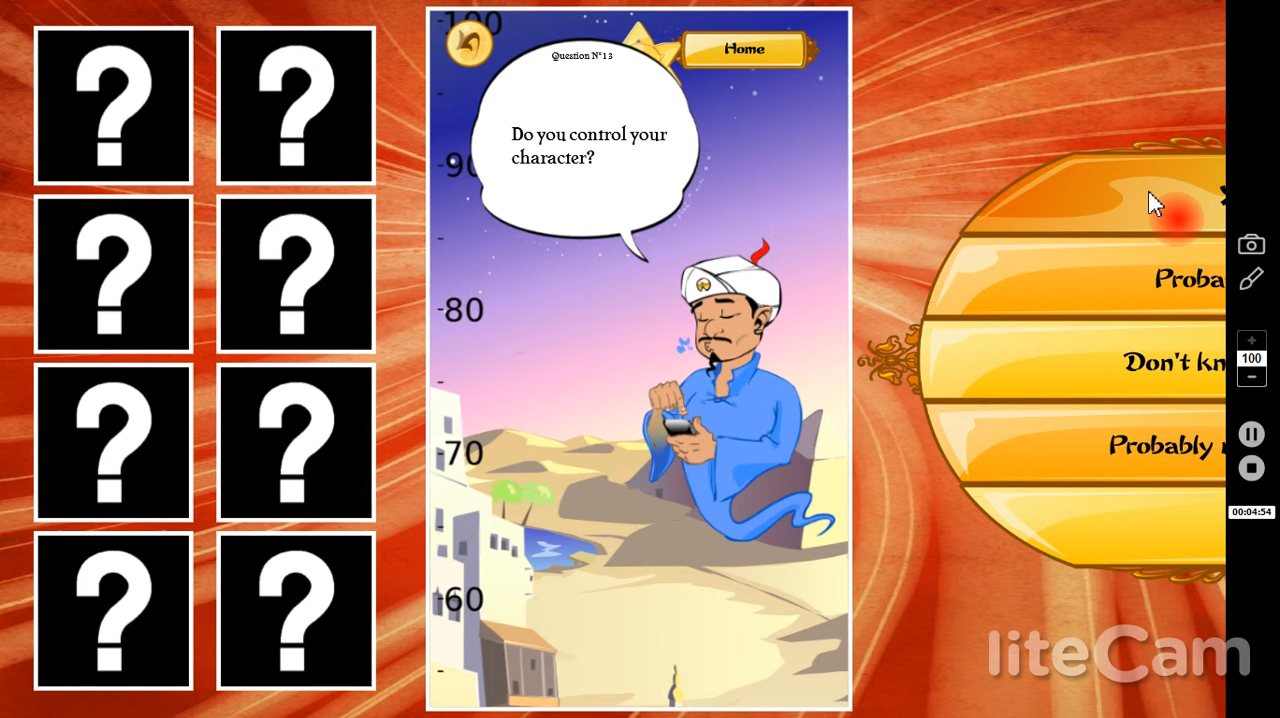 ? ?
? ?
? ?
? ?
100
90
80
70
60
Question N°13
Home
Do you control your
character?
Proba
Don't kn
Probably
100
00:04:54
liteCam